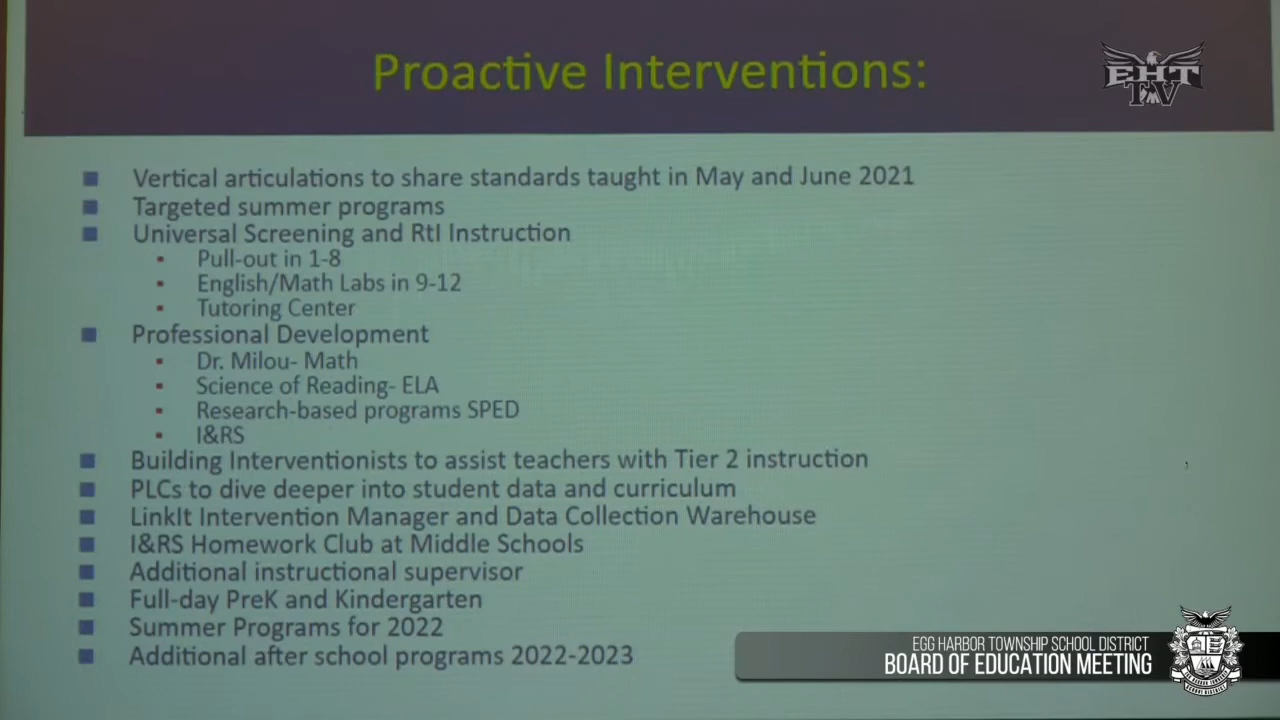 Proactive Interventions:
EHT
TV
Vertical articulations to share standards taught in May and June 2021
Targeted summer programs
Universal Screening and RtI Instruction
Pull-out in 1-8
English/Math Labs in 9-12
Tutoring Center
Professional Development
Dr. Milou- Math
Science of Reading- ELA
Research-based programs SPED
I&RS
Building Interventionists to assist teachers with Tier 2 instruction
PLCs to dive deeper into student data and curriculum
LinkIt Intervention Manager and Data Collection Warehouse
I&RS Homework Club at Middle Schools
Additional instructional supervisor
Full-day PreK and Kindergarten
Summer Programs for 2022
Additional after school programs 2022-2023
EGG HARBOR TOWNSHIP SCHOOL DISTRICT
BOARD OF EDUCATION MEETING